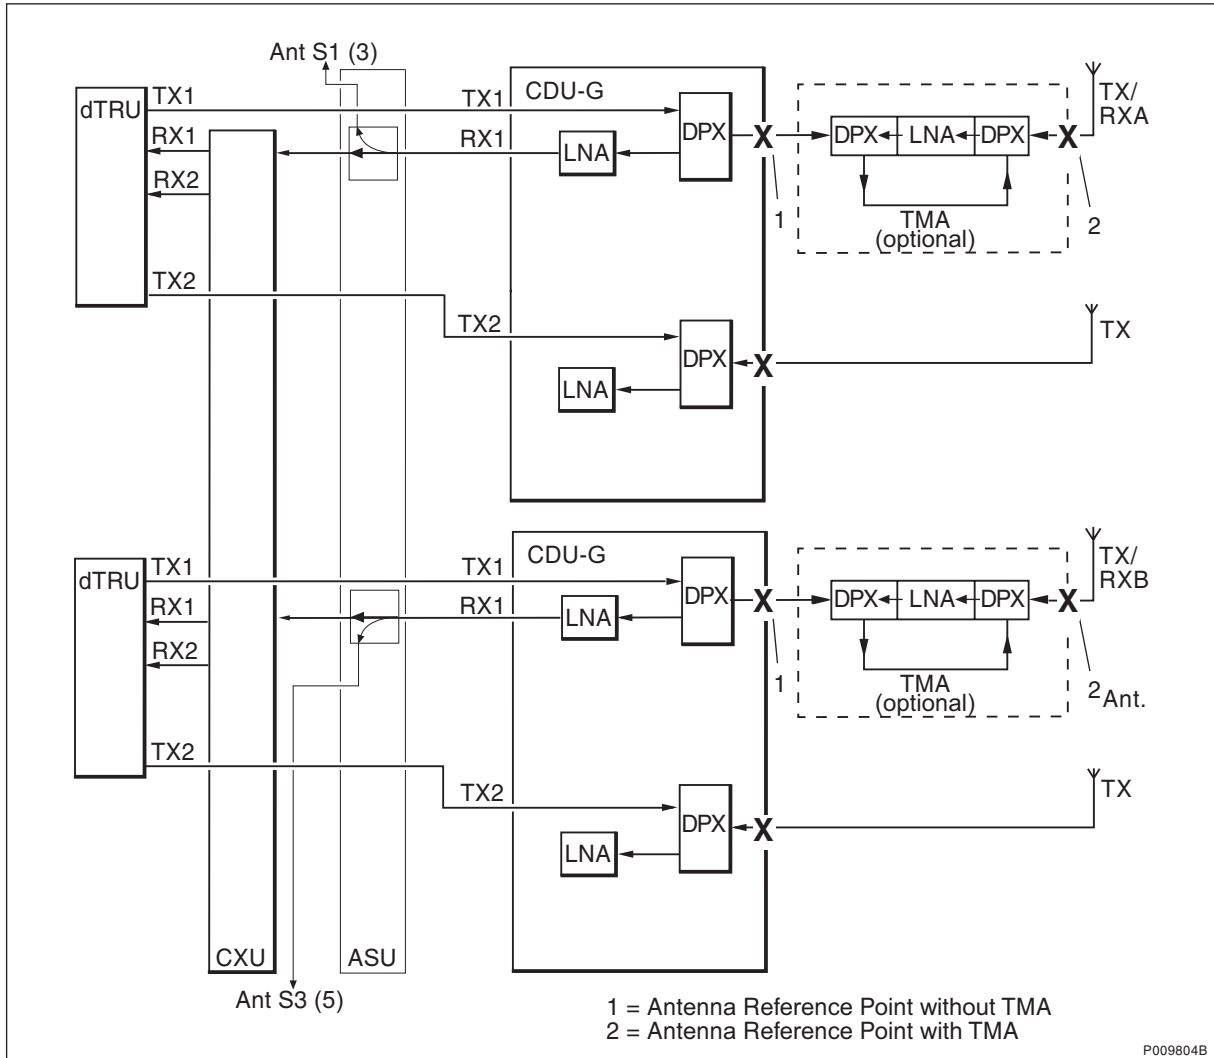 Ant S1 (3)
dTRU
TX1
TX1
CDU-G
DPX
TX/
RXA
RX1
RX1
LNA
X
DPX
LNA
DPX
X
RX2
1
TMA
(optional)
2
TX2
TX2
DPX
X
TX
LNA
dTRU
TX1
TX1
CDU-G
DPX
TX/
RXB
RX1
RX1
LNA
X
DPX
LNA
DPX
X
RX2
1
TMA
(optional)
2 Ant.
TX2
TX2
DPX
X
TX
LNA
CXU
ASU
Ant S3 (5)
1 = Antenna Reference Point without TMA
2 = Antenna Reference Point with TMA
P009804B